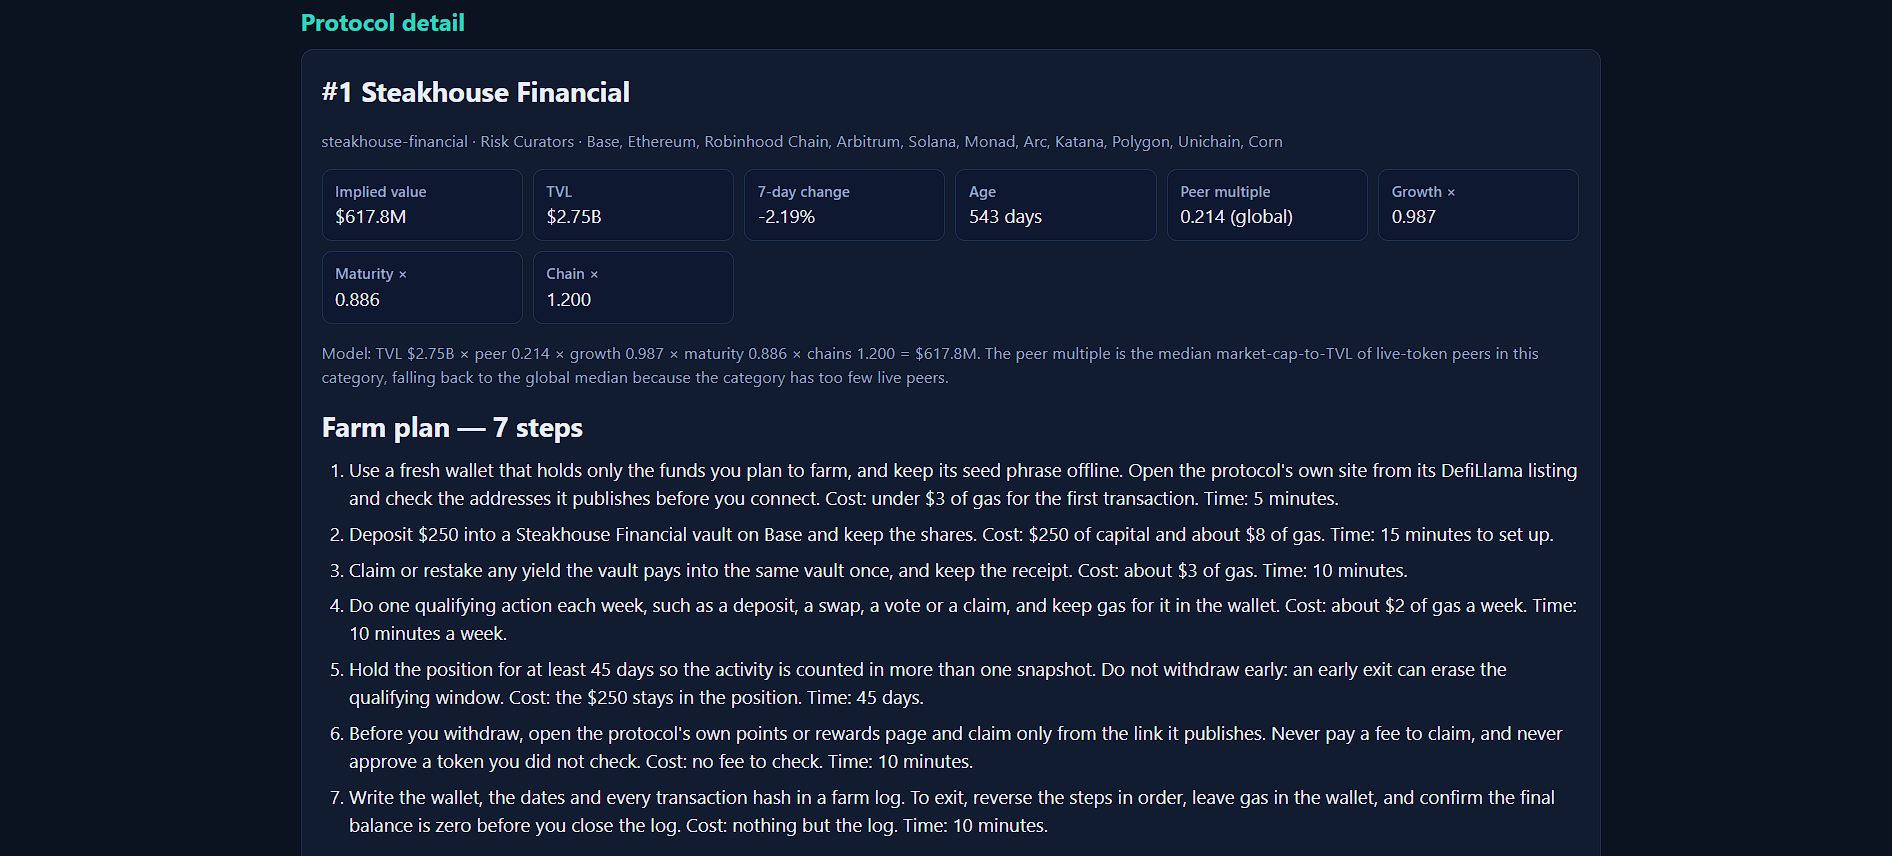 Protocol detail
#1 Steakhouse Financial
steakhouse-financial · Risk Curators · Base, Ethereum, Robinhood Chain, Arbitrum, Solana, Monad, Arc, Katana, Polygon, Unichain, Corn
Implied value
$617.8M
TVL
$2.75B
7-day change
-2.19%
Age
543 days
Peer multiple
0.214 (global)
Growth ×
0.987
Maturity ×
0.886
Chain ×
1.200
Model: TVL $2.75B × peer 0.214 × growth 0.987 × maturity 0.886 × chains 1.200 = $617.8M. The peer multiple is the median market-cap-to-TVL of live-token peers in this
category, falling back to the global median because the category has too few live peers.
Farm plan — 7 steps
1. Use a fresh wallet that holds only the funds you plan to farm, and keep its seed phrase offline. Open the protocol's own site from its DefiLlama listing
and check the addresses it publishes before you connect. Cost: under $3 of gas for the first transaction. Time: 5 minutes.
2. Deposit $250 into a Steakhouse Financial vault on Base and keep the shares. Cost: $250 of capital and about $8 of gas. Time: 15 minutes to set up.
3. Claim or restake any yield the vault pays into the same vault once, and keep the receipt. Cost: about $3 of gas. Time: 10 minutes.
4. Do one qualifying action each week, such as a deposit, a swap, a vote or a claim, and keep gas for it in the wallet. Cost: about $2 of gas a week. Time:
10 minutes a week.
5. Hold the position for at least 45 days so the activity is counted in more than one snapshot. Do not withdraw early: an early exit can erase the
qualifying window. Cost: the $250 stays in the position. Time: 45 days.
6. Before you withdraw, open the protocol's own points or rewards page and claim only from the link it publishes. Never pay a fee to claim, and never
approve a token you did not check. Cost: no fee to check. Time: 10 minutes.
7. Write the wallet, the dates and every transaction hash in a farm log. To exit, reverse the steps in order, leave gas in the wallet, and confirm the final
balance is zero before you close the log. Cost: nothing but the log. Time: 10 minutes.